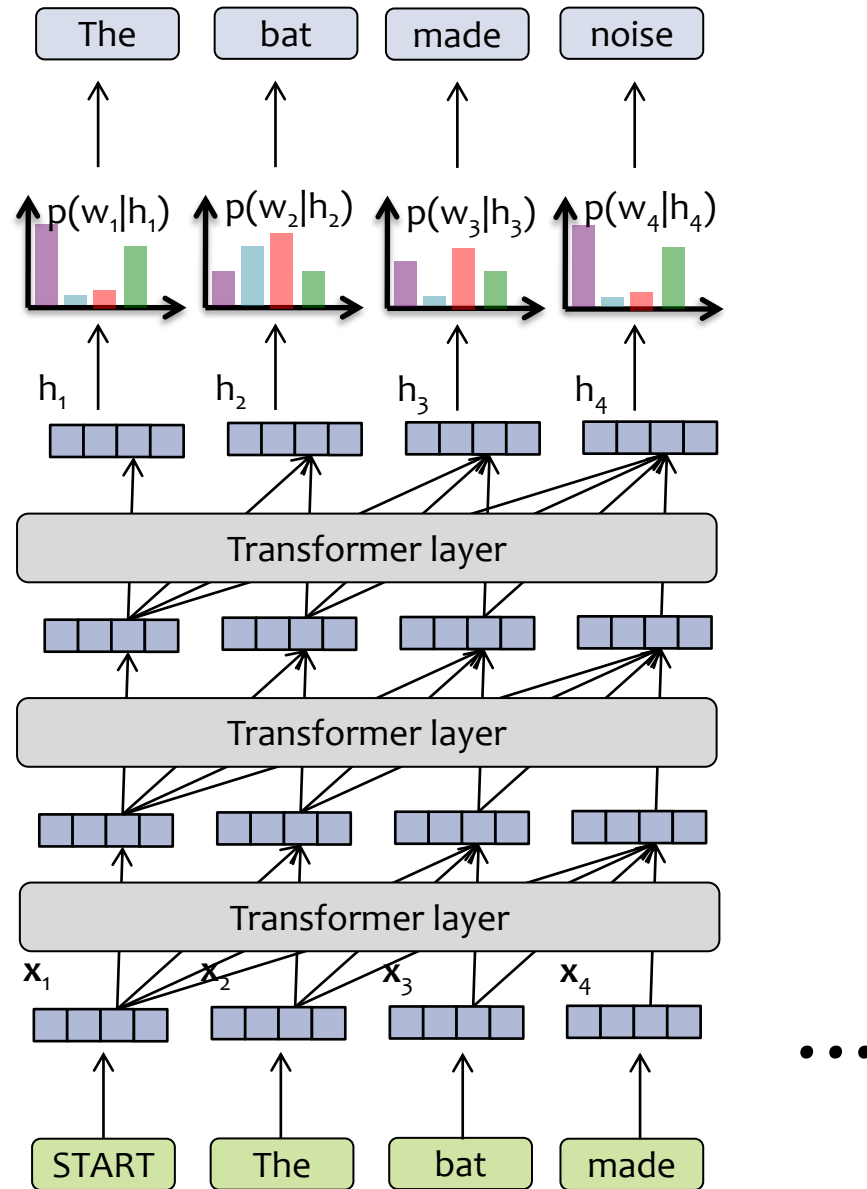 The bat made noise
p(w₁|h₁) p(w₂|h₂) p(w₃|h₃) p(w₄|h₄)
h₁ h₂ h₃ h₄
Transformer layer
Transformer layer
Transformer layer
x₁ x₂ x₃ x₄
...
START The bat made